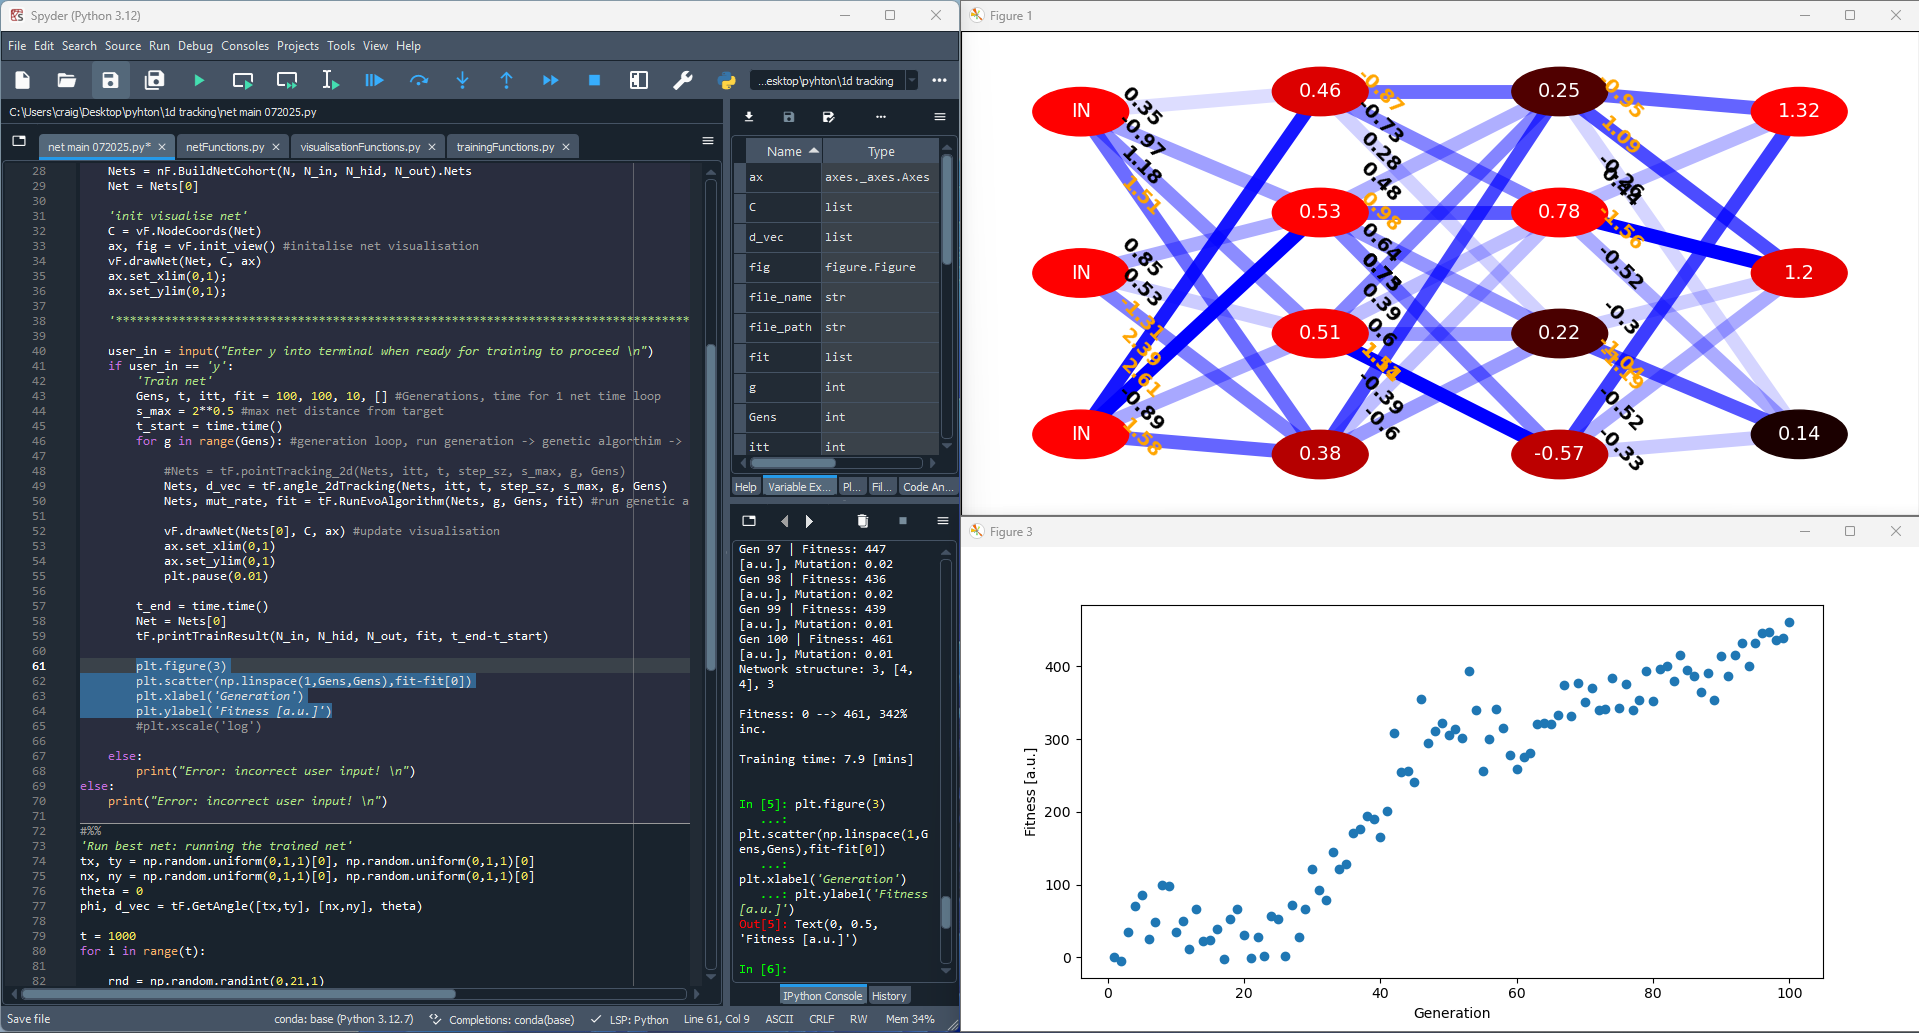 Spyder (Python 3.12)
File Edit Search Source Run Debug Consoles Projects Tools View Help
...esktop\pyhton\1d tracking
C:\Users\craig\Desktop\pyhton\1d tracking\net main 072025.py
net main 072025.py* netFunctions.py visualisationFunctions.py trainingFunctions.py
28 Nets = nF.BuildNetCohort(N, N_in, N_hid, N_out).Nets
29 Net = Nets[0]
30
31 'init visualise net'
32 C = vF.NodeCoords(Net)
33 ax, fig = vF.init_view() #initalise net visualisation
34 vF.drawNet(Net, C, ax)
35 ax.set_xlim(0,1);
36 ax.set_ylim(0,1);
37
38
39
40 user_in = input("Enter y into terminal when ready for training to proceed \n")
41 if user_in == 'y':
42 'Train net'
43 Gens, t, itt, fit = 100, 100, 10, [] #Generations, time for 1 net time loop
44 s_max = 2**0.5 #max net distance from target
45 t_start = time.time()
46 for g in range(Gens): #generation loop, run generation -> genetic algorthim ->
47
48 #Nets = tF.pointTracking_2d(Nets, itt, t, step_sz, s_max, g, Gens)
49 Nets, d_vec = tF.angle_2dTracking(Nets, itt, t, step_sz, s_max, g, Gens)
50 Nets, mut_rate, fit = tF.RunEvoAlgorithm(Nets, g, Gens, fit) #run genetic a
51
52 vF.drawNet(Nets[0], C, ax) #update visualisation
53 ax.set_xlim(0,1)
54 ax.set_ylim(0,1)
55 plt.pause(0.01)
56
57 t_end = time.time()
58 Net = Nets[0]
59 tF.printTrainResult(N_in, N_hid, N_out, fit, t_end-t_start)
60
61 plt.figure(3)
62 plt.scatter(np.linspace(1,Gens,Gens),fit-fit[0])
63 plt.xlabel('Generation')
64 plt.ylabel('Fitness [a.u.]')
65 #plt.xscale('log')
66
67 else:
68 print("Error: incorrect user input! \n")
69 else:
70 print("Error: incorrect user input! \n")
71
72 #%%
73 'Run best net: running the trained net'
74 tx, ty = np.random.uniform(0,1,1)[0], np.random.uniform(0,1,1)[0]
75 nx, ny = np.random.uniform(0,1,1)[0], np.random.uniform(0,1,1)[0]
76 theta = 0
77 phi, d_vec = tF.GetAngle([tx,ty], [nx,ny], theta)
78
79 t = 1000
80 for i in range(t):
81
82 rnd = np.random.randint(0,21,1)
Name Type
ax axes._axes.Axes
C list
d_vec list
fig figure.Figure
file_name str
file_path str
fit list
g int
Gens int
itt int
Help Variable Ex... Pl... Fil... Code An...
Gen 97 | Fitness: 447
[a.u.], Mutation: 0.02
Gen 98 | Fitness: 436
[a.u.], Mutation: 0.02
Gen 99 | Fitness: 439
[a.u.], Mutation: 0.01
Gen 100 | Fitness: 461
[a.u.], Mutation: 0.01
Network structure: 3, [4,
4], 3
Fitness: 0 --> 461, 342%
inc.
Training time: 7.9 [mins]
In [5]: plt.figure(3)
...:
plt.scatter(np.linspace(1,G
ens,Gens),fit-fit[0])
...:
plt.xlabel('Generation')
...: plt.ylabel('Fitness
[a.u.]')
Out[5]: Text(0, 0.5,
'Fitness [a.u.]')
In [6]:
IPython Console History
Save file conda: base (Python 3.12.7) Completions: conda(base) LSP: Python Line 61, Col 9 ASCII CRLF RW Mem 34%
Figure 1
IN
IN
IN
0.35
-0.97
1.18
1.51
0.85
0.53
-1.31
2.39
2.61
-0.89
1.58
0.46
0.53
0.51
0.38
-0.87
-0.73
0.28
0.48
0.98
0.64
0.39
0.6
-0.39
-0.6
0.25
0.78
0.22
-0.57
-0.95
1.09
-1.56
-0.52
-0.3
-0.52
-0.33
1.32
1.2
0.14
Figure 3
Fitness [a.u.]
400
300
200
100
0
0 20 40 60 80 100
Generation